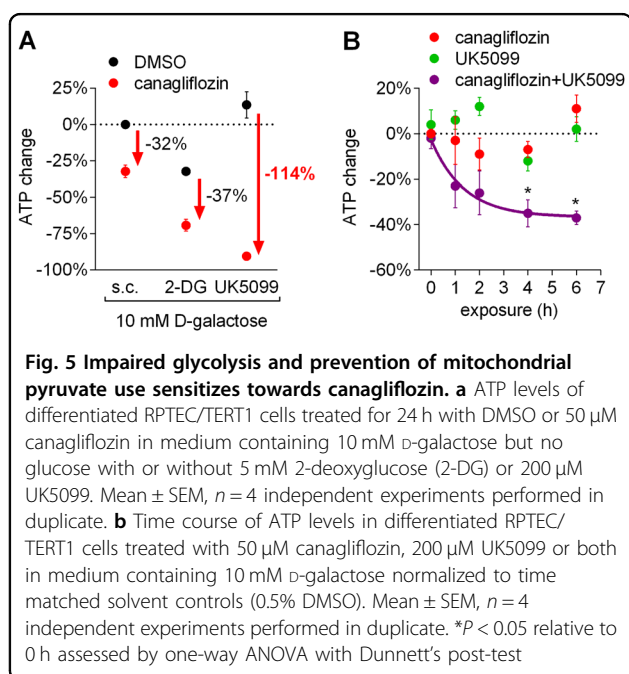 A
DMSO
canagliflozin
25%
0%
-25%
-50%
-75%
-100%
ATP change
-32%
-37%
-114%
s.c. 2-DG UK5099
10 mM D-galactose
B
canagliflozin
UK5099
canagliflozin+UK5099
20%
0%
-20%
-40%
-60%
ATP change
* *
0 1 2 3 4 5 6 7
exposure (h)
Fig. 5 Impaired glycolysis and prevention of mitochondrial
pyruvate use sensitizes towards canagliflozin. a ATP levels of
differentiated RPTEC/TERT1 cells treated for 24 h with DMSO or 50 µM
canagliflozin in medium containing 10 mM D-galactose but no
glucose with or without 5 mM 2-deoxyglucose (2-DG) or 200 µM
UK5099. Mean ± SEM, n = 4 independent experiments performed in
duplicate. b Time course of ATP levels in differentiated RPTEC/
TERT1 cells treated with 50 µM canagliflozin, 200 µM UK5099 or both
in medium containing 10 mM D-galactose normalized to time
matched solvent controls (0.5% DMSO). Mean ± SEM, n = 4
independent experiments performed in duplicate. *P < 0.05 relative to
0 h assessed by one-way ANOVA with Dunnett's post-test